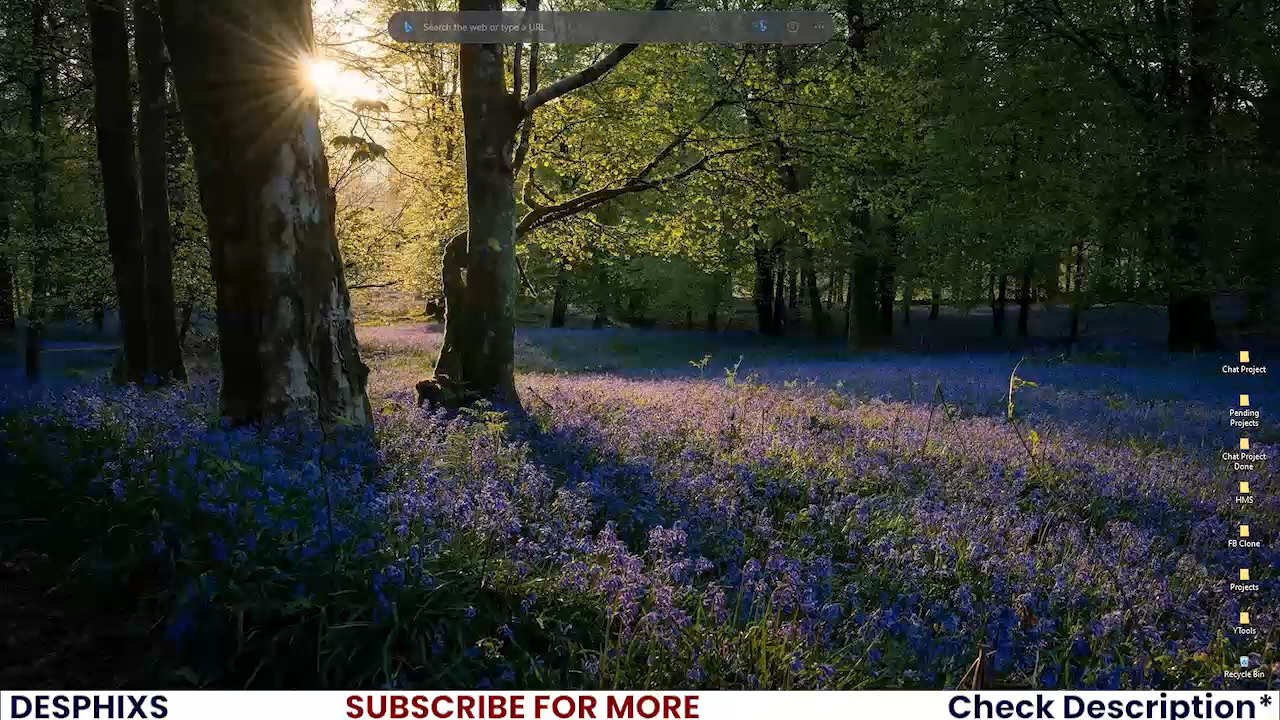 Search the web or type a URL
Chat Project
Pending
Projects
Chat Project
Done
HMS
FB Clone
Projects
YTools
Recycle Bin
DESPHIXS
SUBSCRIBE FOR MORE
Check Description*